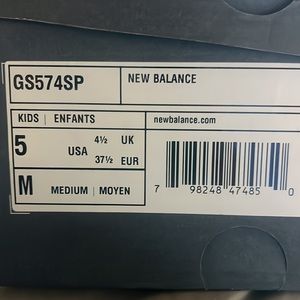 GS574SP NEW BALANCE
KIDS | ENFANTS newbalance.com
5 USA 4½ UK 37½ EUR
M MEDIUM | MOYEN
7 98248 47485 0